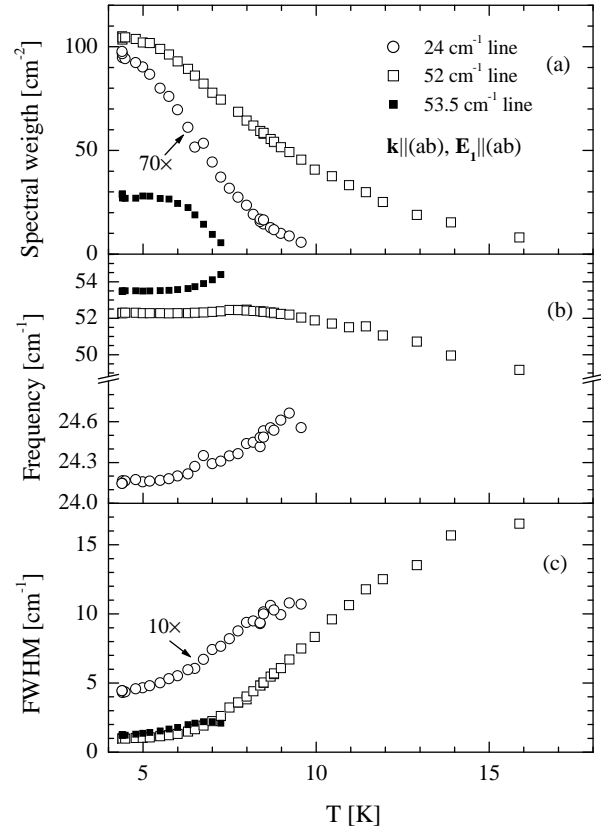 100
50
0
Spectral weigth [cm⁻²]
24 cm⁻¹ line
52 cm⁻¹ line
53.5 cm⁻¹ line
(a)
k||(ab), E₁||(ab)
70×
54
52
50
24.6
24.3
24.0
Frequency [cm⁻¹]
(b)
15
10
5
0
FWHM [cm⁻¹]
(c)
10×
5
10
15
T [K]